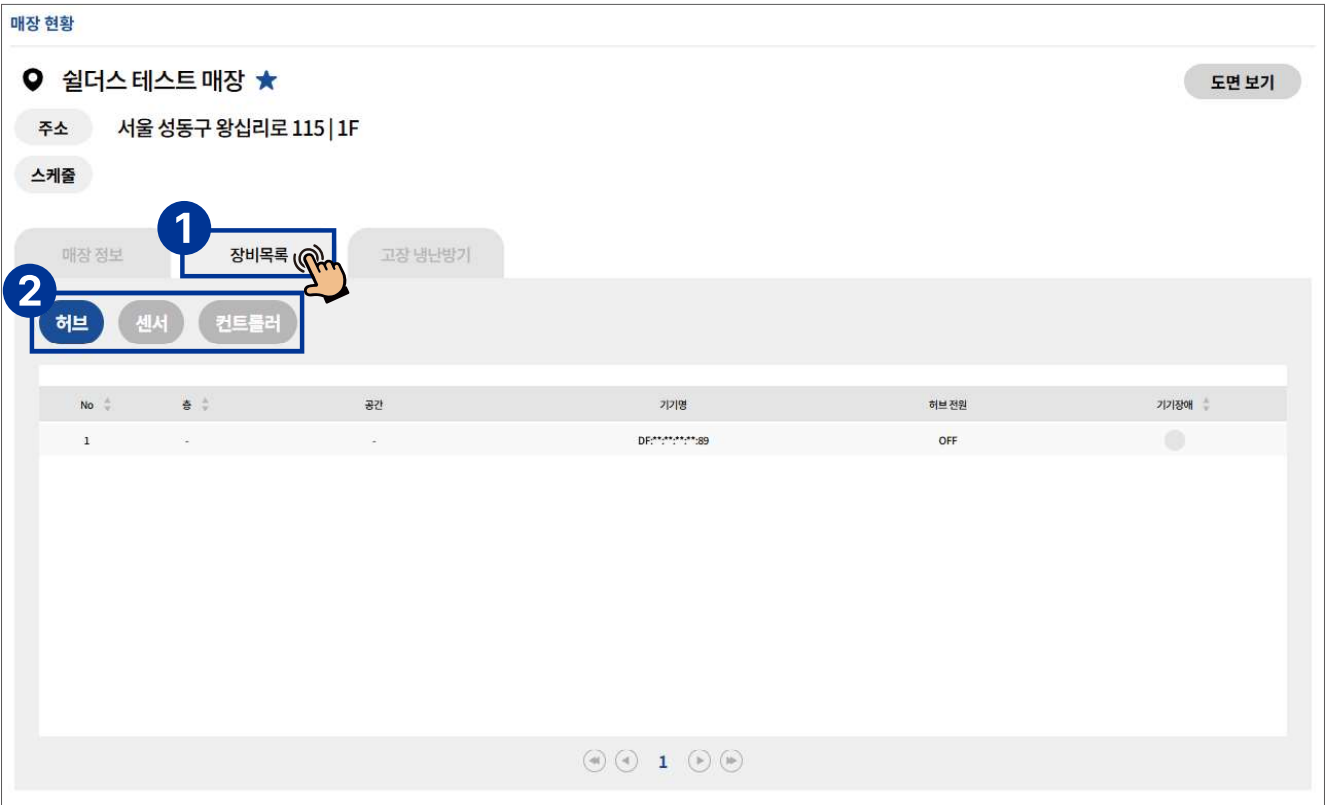 매장 현황
쉴더스 테스트 매장
도면 보기
주소 서울 성동구 왕십리로 115 | 1F
스케줄
1
매장 정보 장비목록 고장 냉난방기
2
허브 센서 컨트롤러
No 층 공간 기기명 허브 전원 기기장애
1 - - DF:**:**:**:**:89 OFF
1